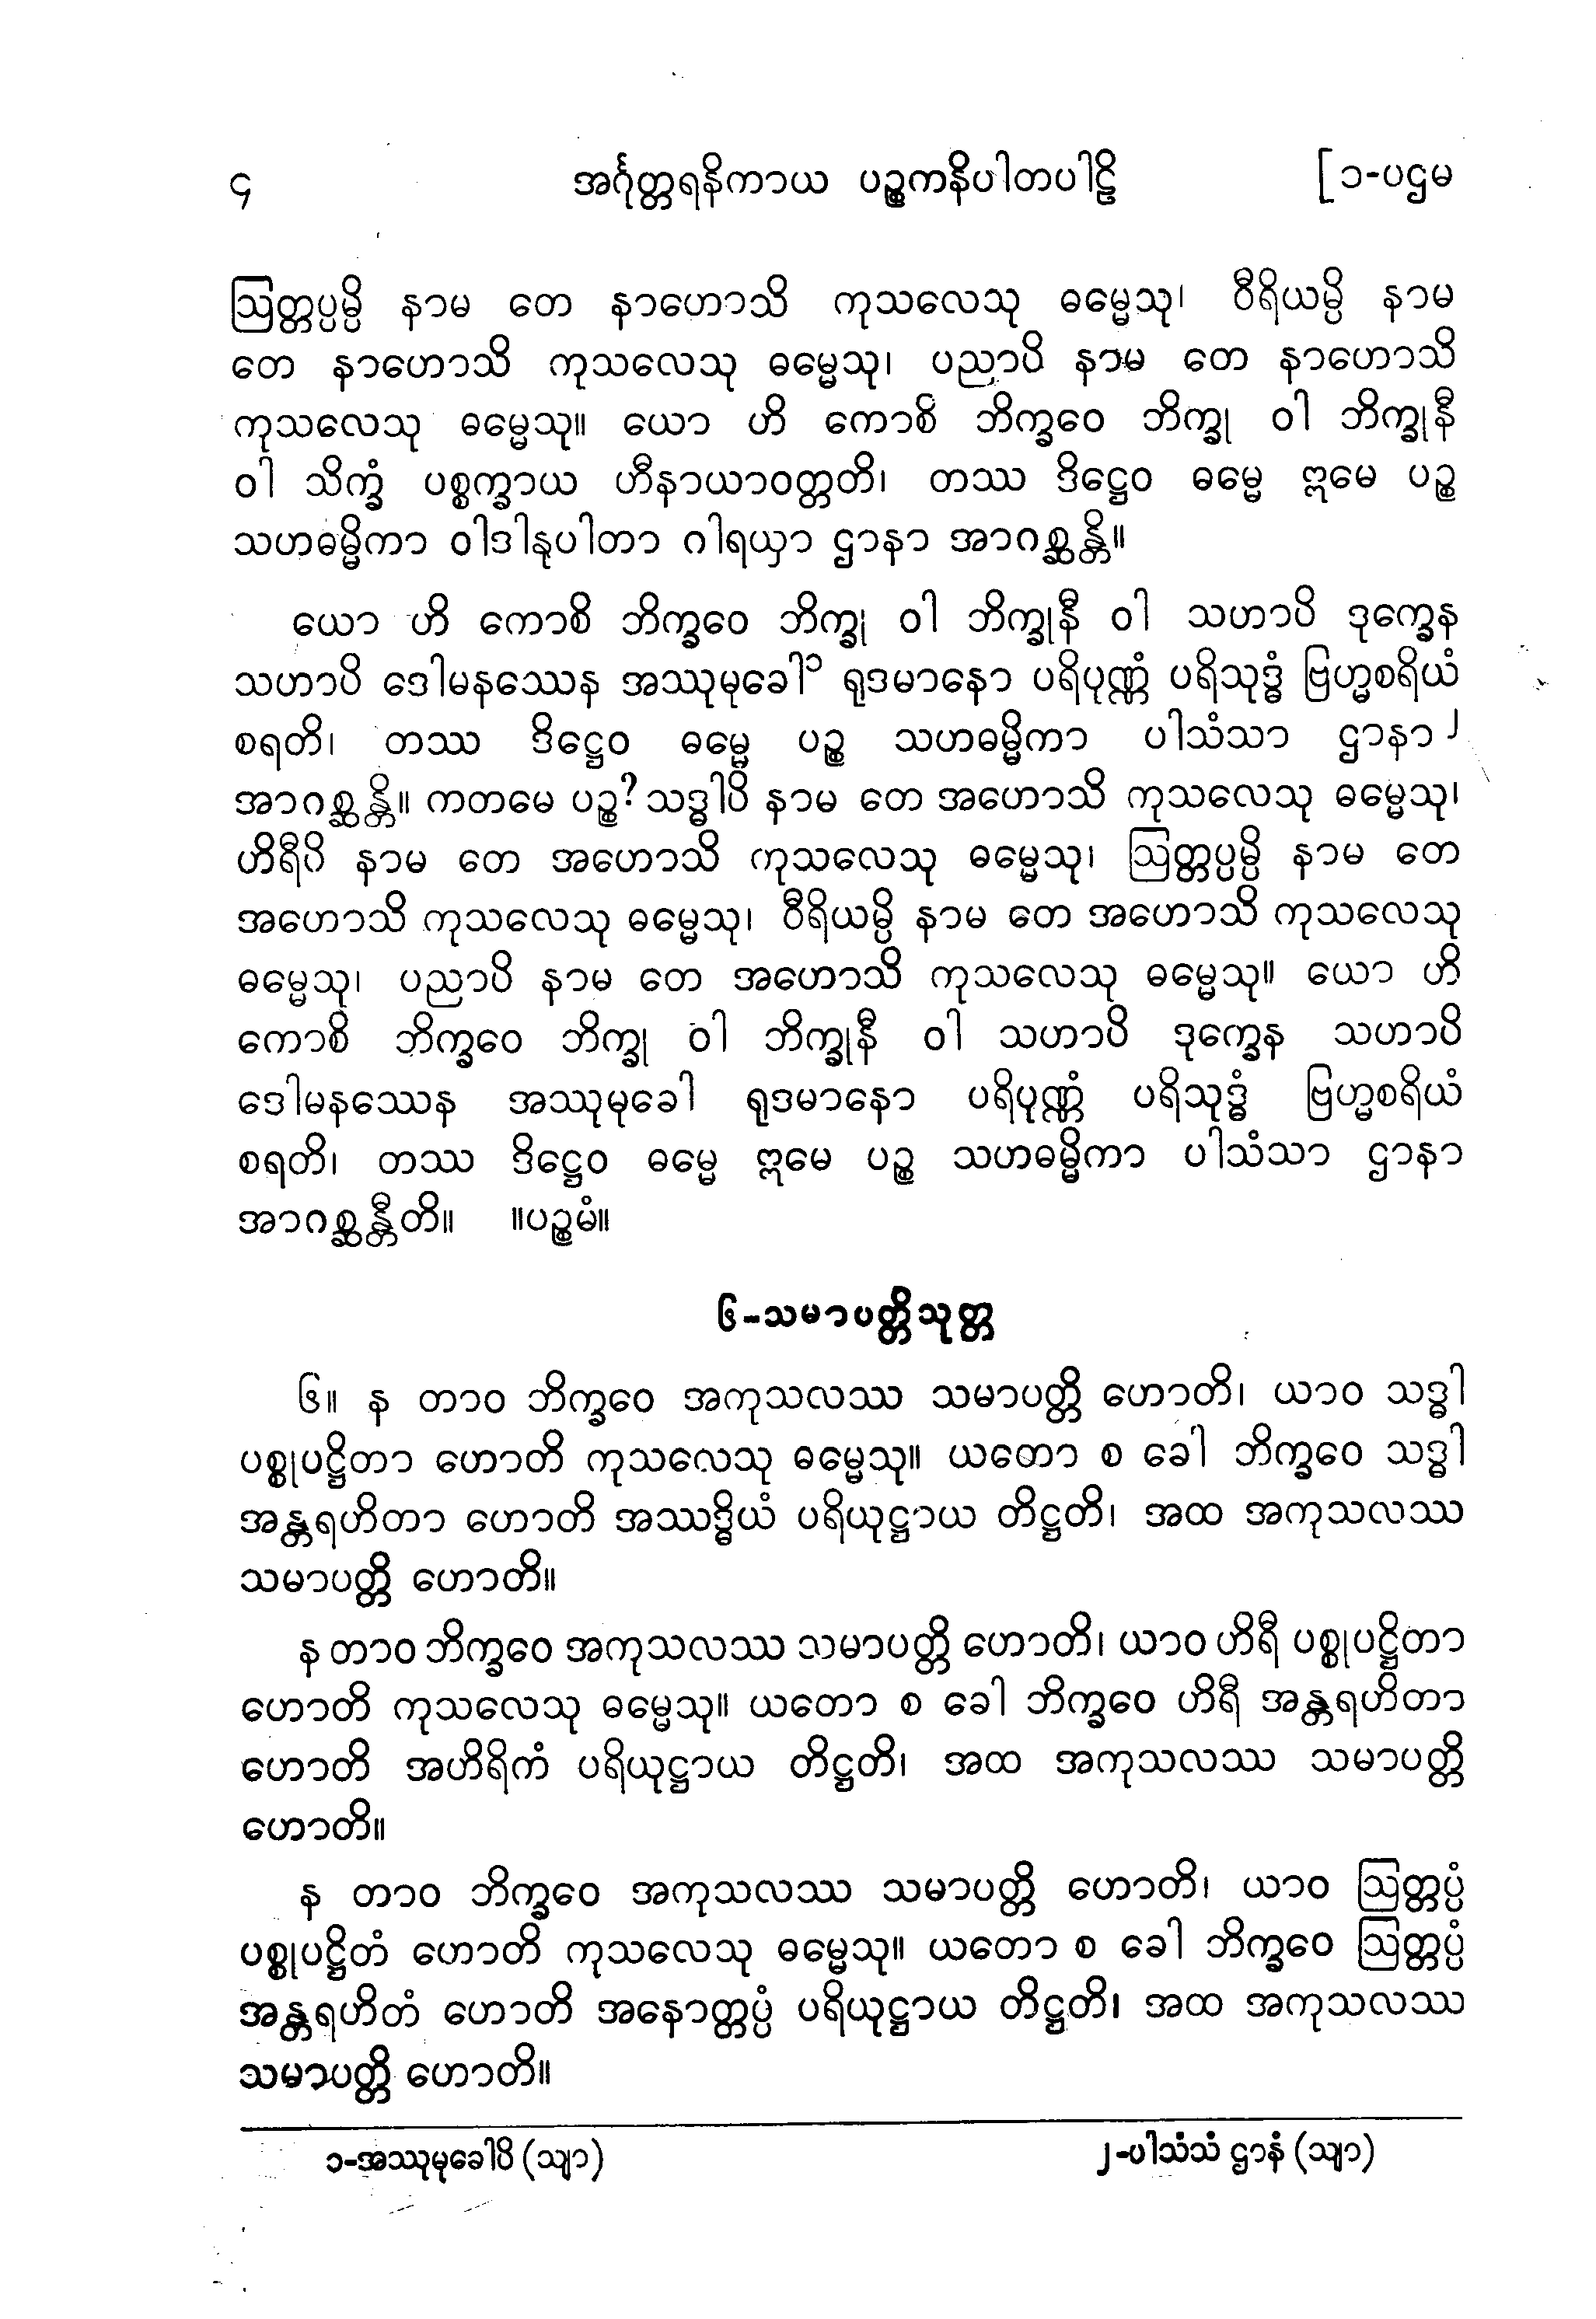 ၄ အင်္ဂုတ္တရနိကာယ ပဉ္စကနိပါတပါဠိ [၁-ပဌမ
ဩတ္တပ္ပမ္ပိ နာမ တေ နာဟောသိ ကုသလေသု ဓမ္မေသု၊ ဝီရိယမ္ပိ နာမ
တေ နာဟောသိ ကုသလေသု ဓမ္မေသု၊ ပညာပိ နာမ တေ နာဟောသိ
ကုသလေသု ဓမ္မေသု။ ယော ဟိ ကောစိ ဘိက္ခဝေ ဘိက္ခု ဝါ ဘိက္ခုနီ
ဝါ သိက္ခံ ပစ္စက္ခာယ ဟီနာယာဝတ္တတိ၊ တဿ ဒိဋ္ဌေဝ ဓမ္မေ ဣမေ ပဉ္စ
သဟဓမ္မိကာ ဝါဒါနုပါတာ ဂါရယှာ ဌာနာ အာဂစ္ဆန္တိ။
ယော ဟိ ကောစိ ဘိက္ခဝေ ဘိက္ခု ဝါ ဘိက္ခုနီ ဝါ သဟာပိ ဒုက္ခေန
သဟာပိ ဒေါမနဿေန အဿုမုခေါ၁ ရုဒမာနော ပရိပုဏ္ဏံ ပရိသုဒ္ဓံ ဗြဟ္မစရိယံ
စရတိ၊ တဿ ဒိဋ္ဌေဝ ဓမ္မေ ပဉ္စ သဟဓမ္မိကာ ပါသံသာ ဌာနာ၂
အာဂစ္ဆန္တိ။ ကတမေ ပဉ္စ? သဒ္ဓါပိ နာမ တေ အဟောသိ ကုသလေသု ဓမ္မေသု၊
ဟိရီပိ နာမ တေ အဟောသိ ကုသလေသု ဓမ္မေသု၊ ဩတ္တပ္ပမ္ပိ နာမ တေ
အဟောသိ ကုသလေသု ဓမ္မေသု၊ ဝီရိယမ္ပိ နာမ တေ အဟောသိ ကုသလေသု
ဓမ္မေသု၊ ပညာပိ နာမ တေ အဟောသိ ကုသလေသု ဓမ္မေသု။ ယော ဟိ
ကောစိ ဘိက္ခဝေ ဘိက္ခု ဝါ ဘိက္ခုနီ ဝါ သဟာပိ ဒုက္ခေန သဟာပိ
ဒေါမနဿေန အဿုမုခေါ ရုဒမာနော ပရိပုဏ္ဏံ ပရိသုဒ္ဓံ ဗြဟ္မစရိယံ
စရတိ၊ တဿ ဒိဋ္ဌေဝ ဓမ္မေ ဣမေ ပဉ္စ သဟဓမ္မိကာ ပါသံသာ ဌာနာ
အာဂစ္ဆန္တီတိ။ ။ပဉ္စမံ။
၆-သမာပတ္တိသုတ္တ
၆။ န တာဝ ဘိက္ခဝေ အကုသလဿ သမာပတ္တိ ဟောတိ၊ ယာဝ သဒ္ဓါ
ပစ္စုပဋ္ဌိတာ ဟောတိ ကုသလေသု ဓမ္မေသု။ ယတော စ ခေါ ဘိက္ခဝေ သဒ္ဓါ
အန္တရဟိတာ ဟောတိ အဿဒ္ဓိယံ ပရိယုဋ္ဌာယ တိဋ္ဌတိ၊ အထ အကုသလဿ
သမာပတ္တိ ဟောတိ။
န တာဝ ဘိက္ခဝေ အကုသလဿ သမာပတ္တိ ဟောတိ၊ ယာဝ ဟိရီ ပစ္စုပဋ္ဌိတာ
ဟောတိ ကုသလေသု ဓမ္မေသု။ ယတော စ ခေါ ဘိက္ခဝေ ဟိရီ အန္တရဟိတာ
ဟောတိ အဟိရိကံ ပရိယုဋ္ဌာယ တိဋ္ဌတိ၊ အထ အကုသလဿ သမာပတ္တိ
ဟောတိ။
န တာဝ ဘိက္ခဝေ အကုသလဿ သမာပတ္တိ ဟောတိ၊ ယာဝ ဩတ္တပ္ပံ
ပစ္စုပဋ္ဌိတံ ဟောတိ ကုသလေသု ဓမ္မေသု။ ယတော စ ခေါ ဘိက္ခဝေ ဩတ္တပ္ပံ
အန္တရဟိတံ ဟောတိ အနောတ္တပ္ပံ ပရိယုဋ္ဌာယ တိဋ္ဌတိ၊ အထ အကုသလဿ
သမာပတ္တိ ဟောတိ။
၁-အဿုမုခေါပိ (သျာ) ၂-ပါသံသံ ဌာနံ (သျာ)